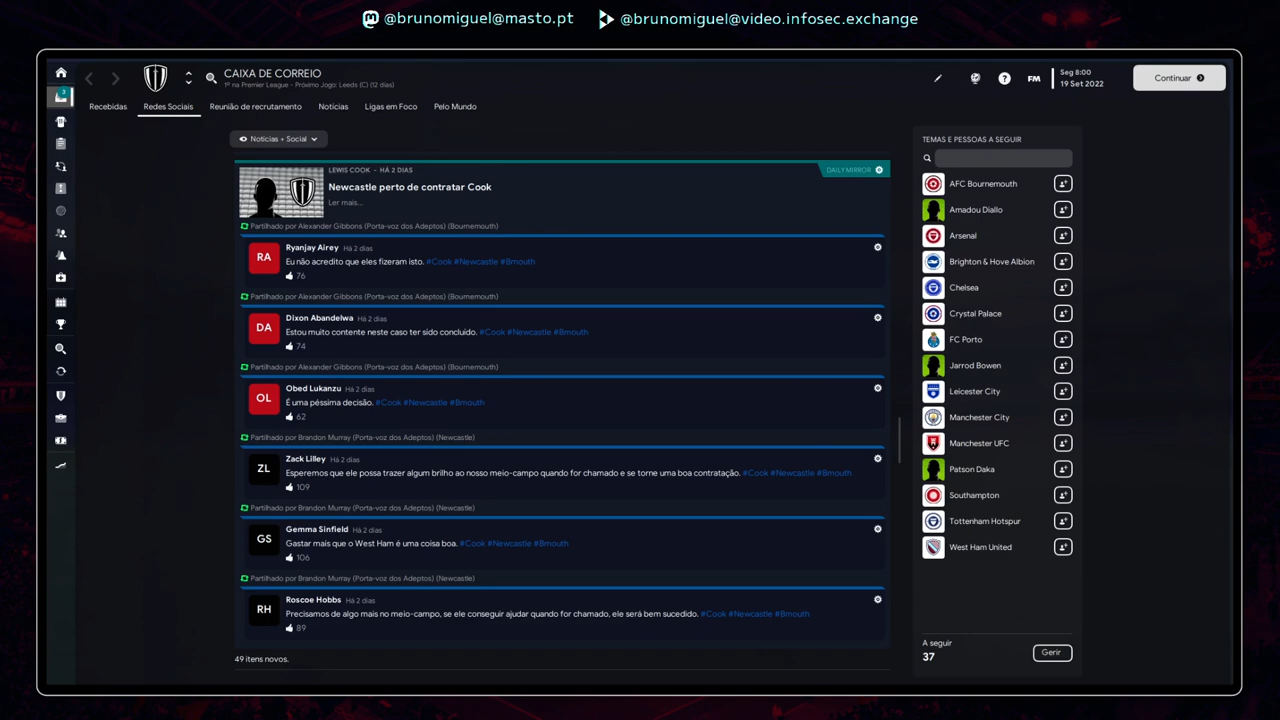 @brunomiguel@masto.pt
@brunomiguel@video.infosec.exchange
CAIXA DE CORREIO
1º na Premier League - Próximo Jogo: Leeds (C) (12 dias)
FM
Seg 8:00
19 Set 2022
Continuar
3
Recebidas
Redes Sociais
Reunião de recrutamento
Notícias
Ligas em Foco
Pelo Mundo
Notícias + Social
LEWIS COOK - HÁ 2 DIAS
DAILY MIRROR
Newcastle perto de contratar Cook
Ler mais...
Partilhado por Alexander Gibbons (Porta-voz dos Adeptos) (Bournemouth)
RA
Ryanjay Airey Há 2 dias
Eu não acredito que eles fizeram isto. #Cook #Newcastle #Bmouth
76
Partilhado por Alexander Gibbons (Porta-voz dos Adeptos) (Bournemouth)
DA
Dixon Abandelwa Há 2 dias
Estou muito contente neste caso ter sido concluído. #Cook #Newcastle #Bmouth
74
Partilhado por Alexander Gibbons (Porta-voz dos Adeptos) (Bournemouth)
OL
Obed Lukanzu Há 2 dias
É uma péssima decisão. #Cook #Newcastle #Bmouth
62
Partilhado por Brandon Murray (Porta-voz dos Adeptos) (Newcastle)
ZL
Zack Lilley Há 2 dias
Esperemos que ele possa trazer algum brilho ao nosso meio-campo quando for chamado e se torne uma boa contratação. #Cook #Newcastle #Bmouth
109
Partilhado por Brandon Murray (Porta-voz dos Adeptos) (Newcastle)
GS
Gemma Sinfield Há 2 dias
Gastar mais que o West Ham é uma coisa boa. #Cook #Newcastle #Bmouth
106
Partilhado por Brandon Murray (Porta-voz dos Adeptos) (Newcastle)
RH
Roscoe Hobbs Há 2 dias
Precisamos de algo mais no meio-campo, se ele conseguir ajudar quando for chamado, ele será bem sucedido. #Cook #Newcastle #Bmouth
89
49 itens novos.
TEMAS E PESSOAS A SEGUIR
AFC Bournemouth
Amadou Diallo
Arsenal
Brighton & Hove Albion
Chelsea
Crystal Palace
FC Porto
Jarrod Bowen
Leicester City
Manchester City
Manchester UFC
Patson Daka
Southampton
Tottenham Hotspur
West Ham United
A seguir
37
Gerir